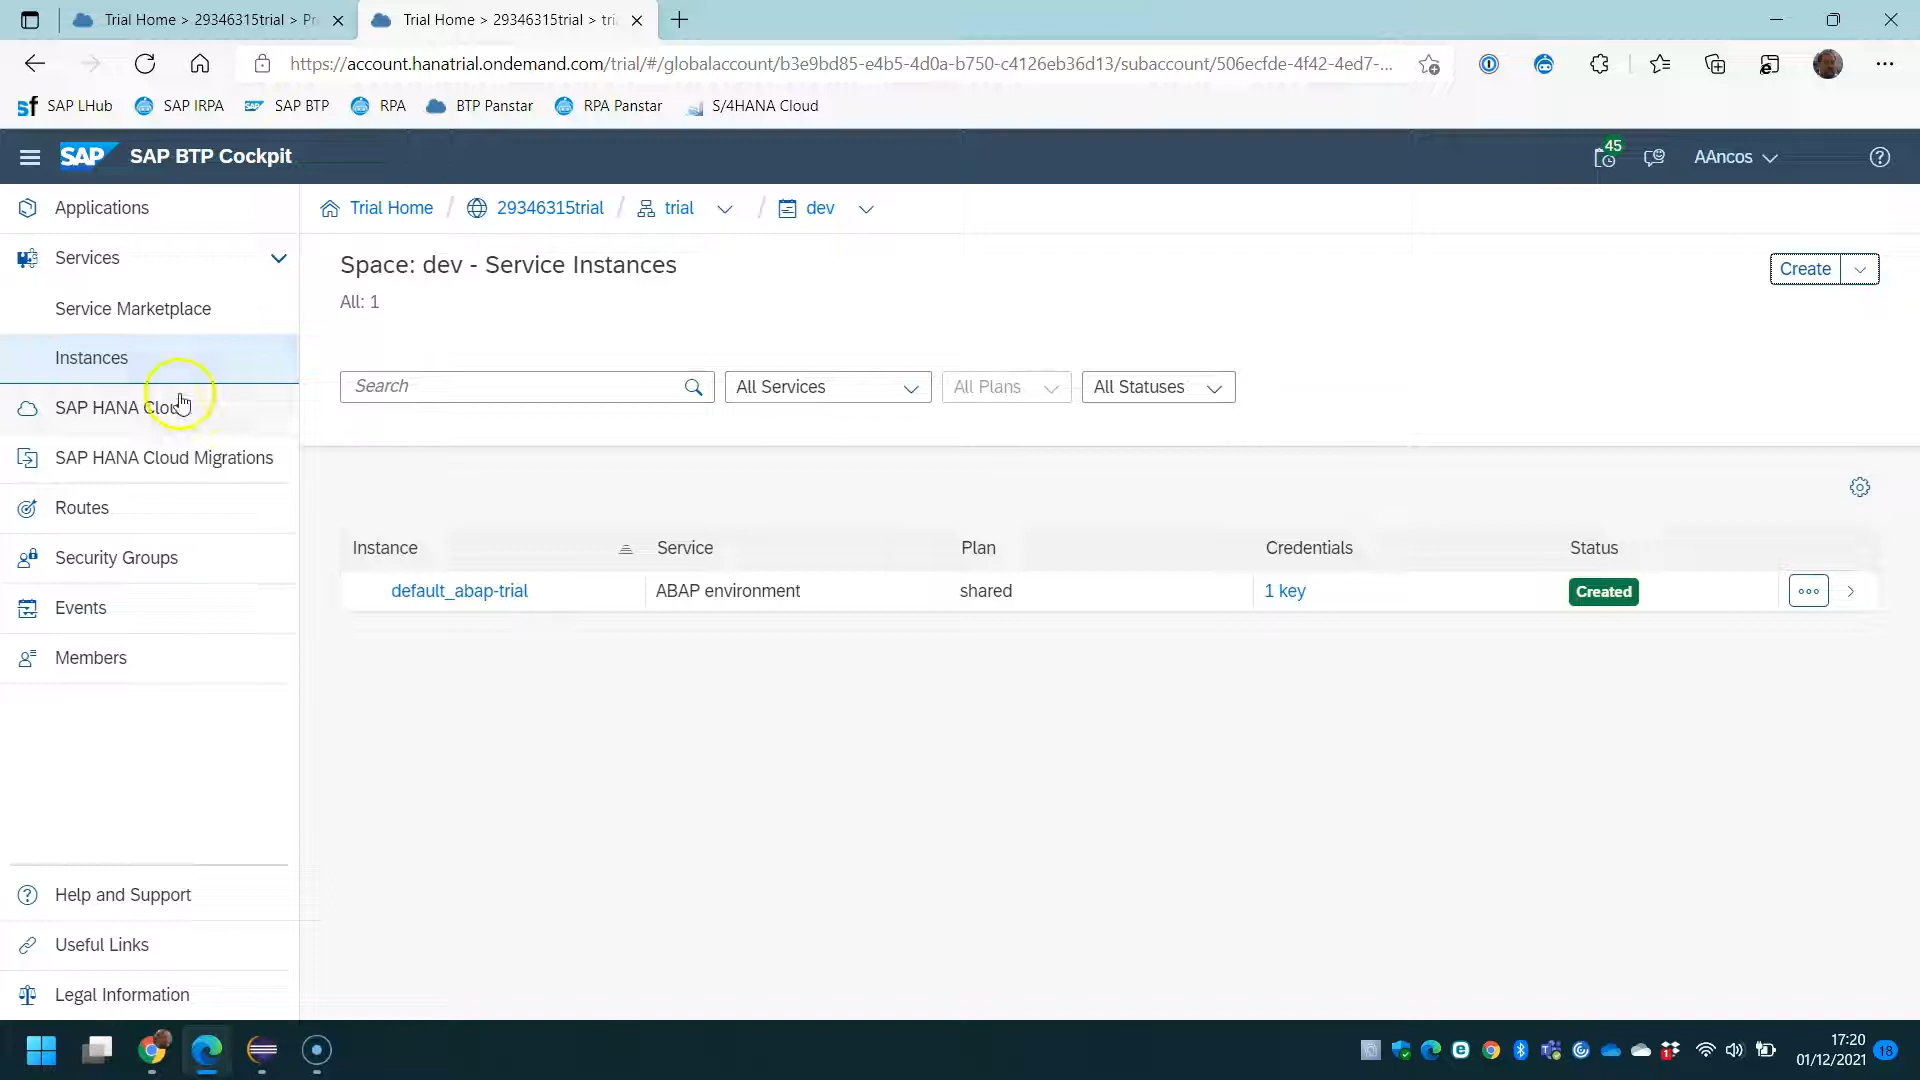 Trial Home > 29346315trial > Pr
Trial Home > 29346315trial > tri
https://account.hanatrial.ondemand.com/trial/#/globalaccount/b3e9bd85-e4b5-4d0a-b750-c4126eb36d13/subaccount/506ecfde-4f42-4ed7-...
SAP LHub
SAP IRPA
SAP BTP
RPA
BTP Panstar
RPA Panstar
S/4HANA Cloud
SAP
SAP BTP Cockpit
45
AAncos
Applications
Services
Service Marketplace
Instances
SAP HANA Cloud
SAP HANA Cloud Migrations
Routes
Security Groups
Events
Members
Help and Support
Useful Links
Legal Information
Trial Home / 29346315trial / trial / dev
Space: dev - Service Instances
Create
All: 1
Search
All Services
All Plans
All Statuses
Instance Service Plan Credentials Status
default_abap-trial ABAP environment shared 1 key Created
17:20
01/12/2021
18